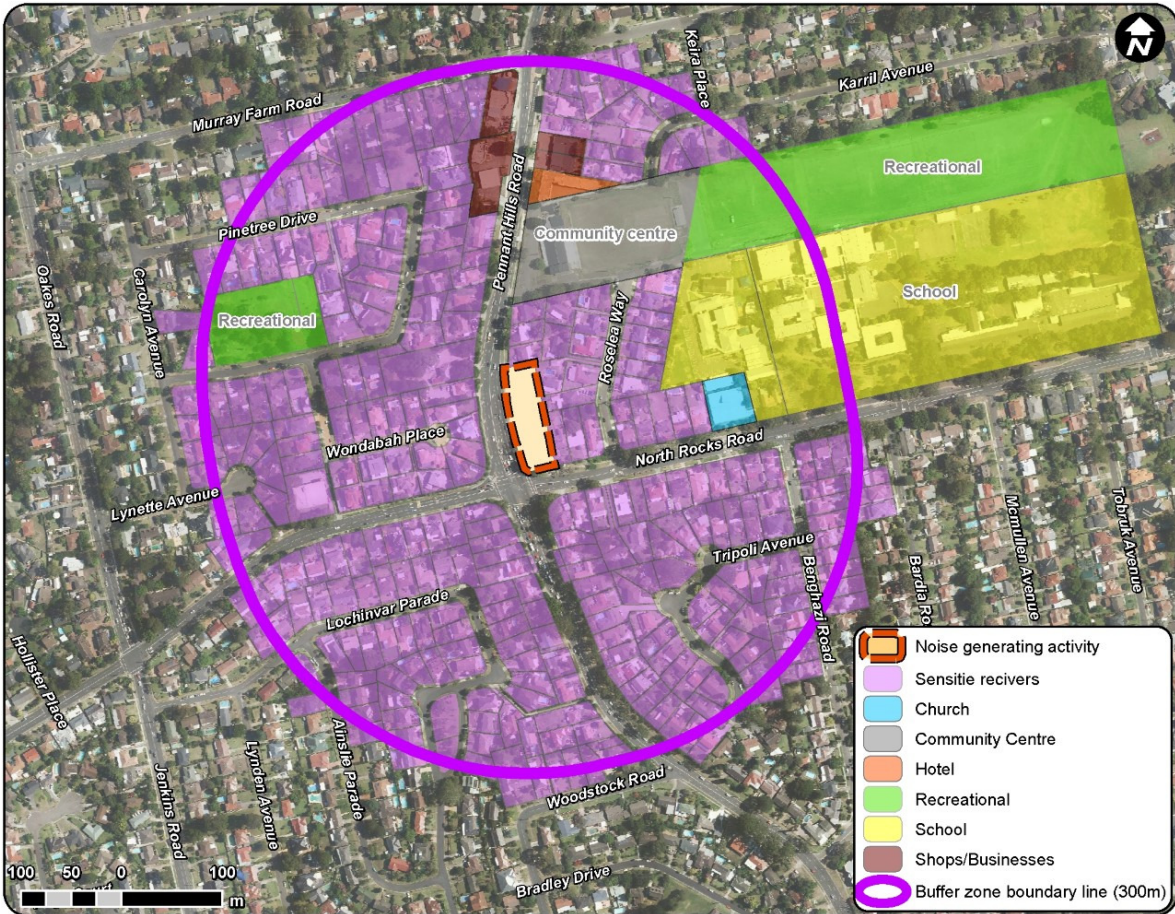 N
Keira Place
Karril Avenue
Murray Farm Road
Recreational
Pennant Hills Road
Pinetree Drive
Community centre
Oakes Road
Carolyn Avenue
Recreational
Roselea Way
School
Wondabah Place
North Rocks Road
Lynette Avenue
Mcmullen Avenue
Tobruk Avenue
Tripoli Avenue
Benghazi Road
Bardia Ro
Lochinvar Parade
Hollister Place
Ainslie Parade
Lynden Avenue
Jenkins Road
Woodstock Road
Bradley Drive
100 50 0 100
m
Noise generating activity
Sensitie recivers
Church
Community Centre
Hotel
Recreational
School
Shops/Businesses
Buffer zone boundary line (300m)